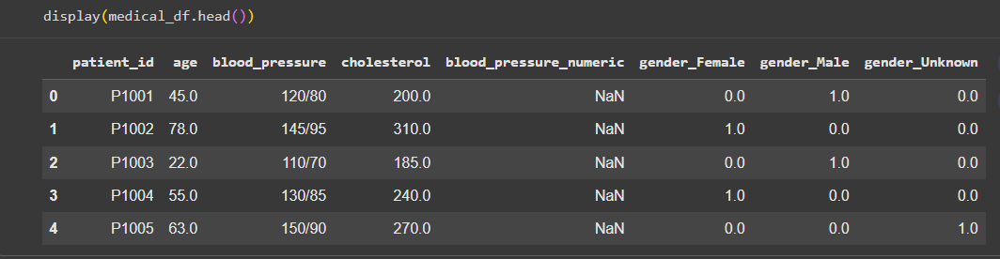 display(medical_df.head())
patient_id age blood_pressure cholesterol blood_pressure_numeric gender_Female gender_Male gender_Unknown
0 P1001 45.0 120/80 200.0 NaN 0.0 1.0 0.0
1 P1002 78.0 145/95 310.0 NaN 1.0 0.0 0.0
2 P1003 22.0 110/70 185.0 NaN 0.0 1.0 0.0
3 P1004 55.0 130/85 240.0 NaN 1.0 0.0 0.0
4 P1005 63.0 150/90 270.0 NaN 0.0 0.0 1.0